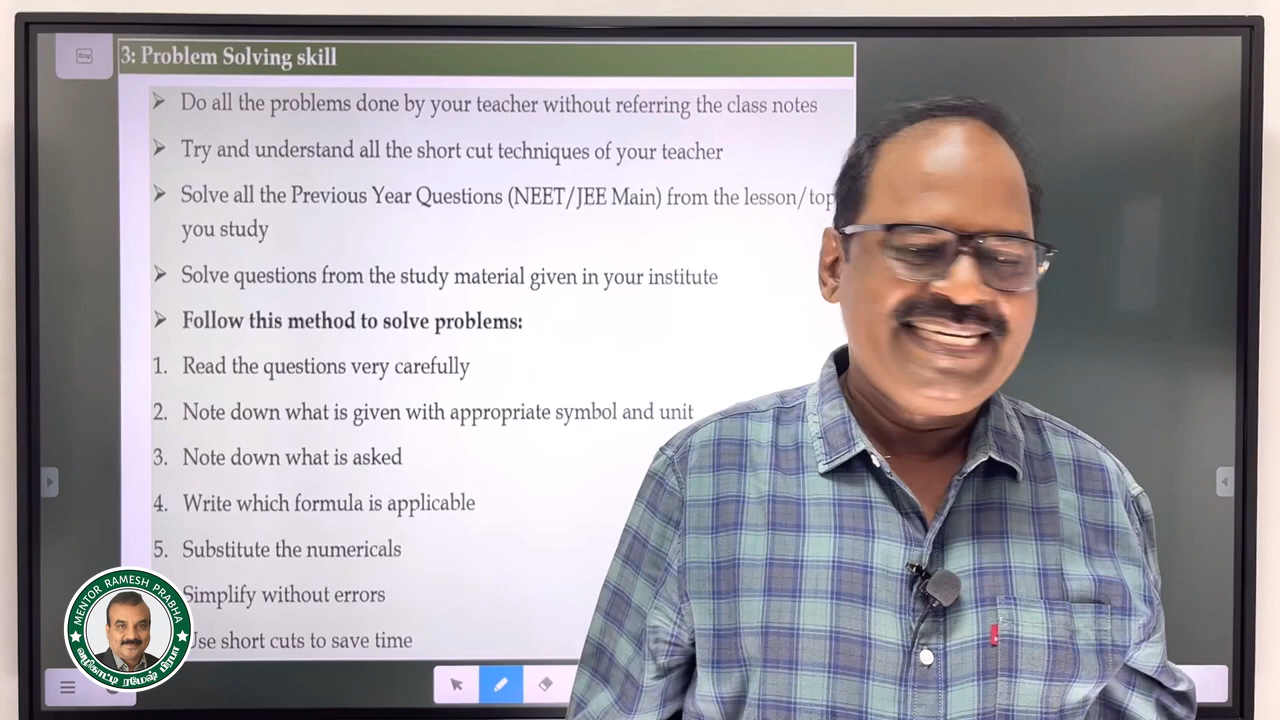 3: Problem Solving skill
➤ Do all the problems done by your teacher without referring the class notes
➤ Try and understand all the short cut techniques of your teacher
➤ Solve all the Previous Year Questions (NEET/JEE Main) from the lesson/top
you study
➤ Solve questions from the study material given in your institute
➤ Follow this method to solve problems:
1. Read the questions very carefully
2. Note down what is given with appropriate symbol and unit
3. Note down what is asked
4. Write which formula is applicable
5. Substitute the numericals
Simplify without errors
Use short cuts to save time
MENTOR RAMESH PRABHA
வழிகாட்டி ரமேஷ் பிரபா